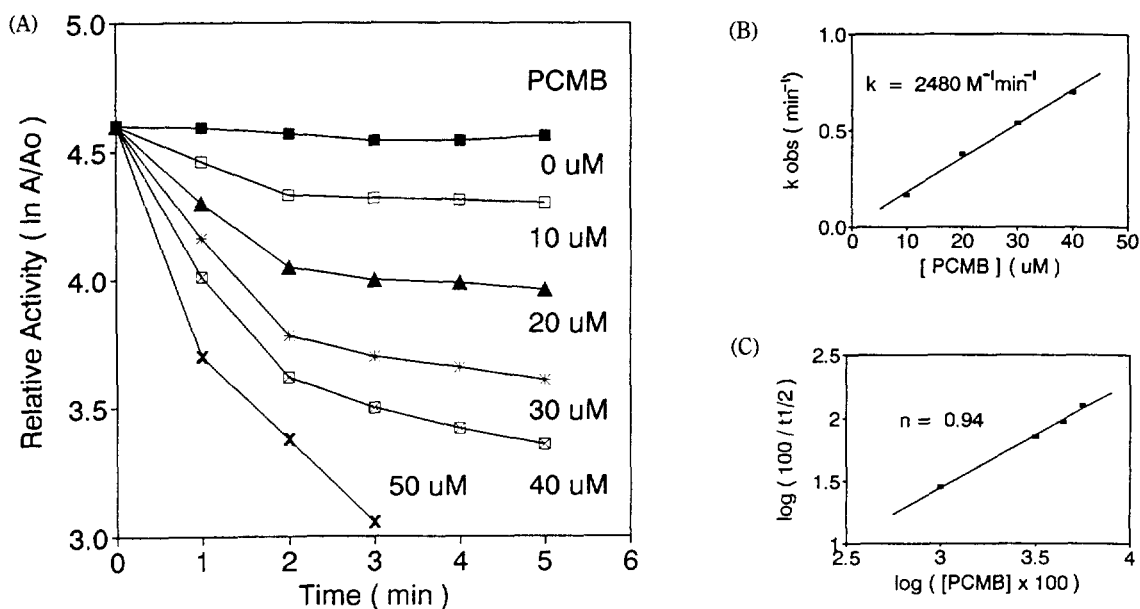 (A)
5.0
4.5
4.0
3.5
3.0
Relative Activity ( ln A/Ao )
PCMB
0 uM
10 uM
20 uM
30 uM
50 uM
40 uM
0
1
2
3
4
5
6
Time ( min )
(B)
1.0
0.5
0.0
k obs ( min⁻¹ )
k = 2480 M⁻¹min⁻¹
0
10
20
30
40
50
[ PCMB ] ( uM )
(C)
2.5
2
1.5
1
log ( 100 / t1/2 )
n = 0.94
2.5
3
3.5
4
log ( [PCMB] x 100 )